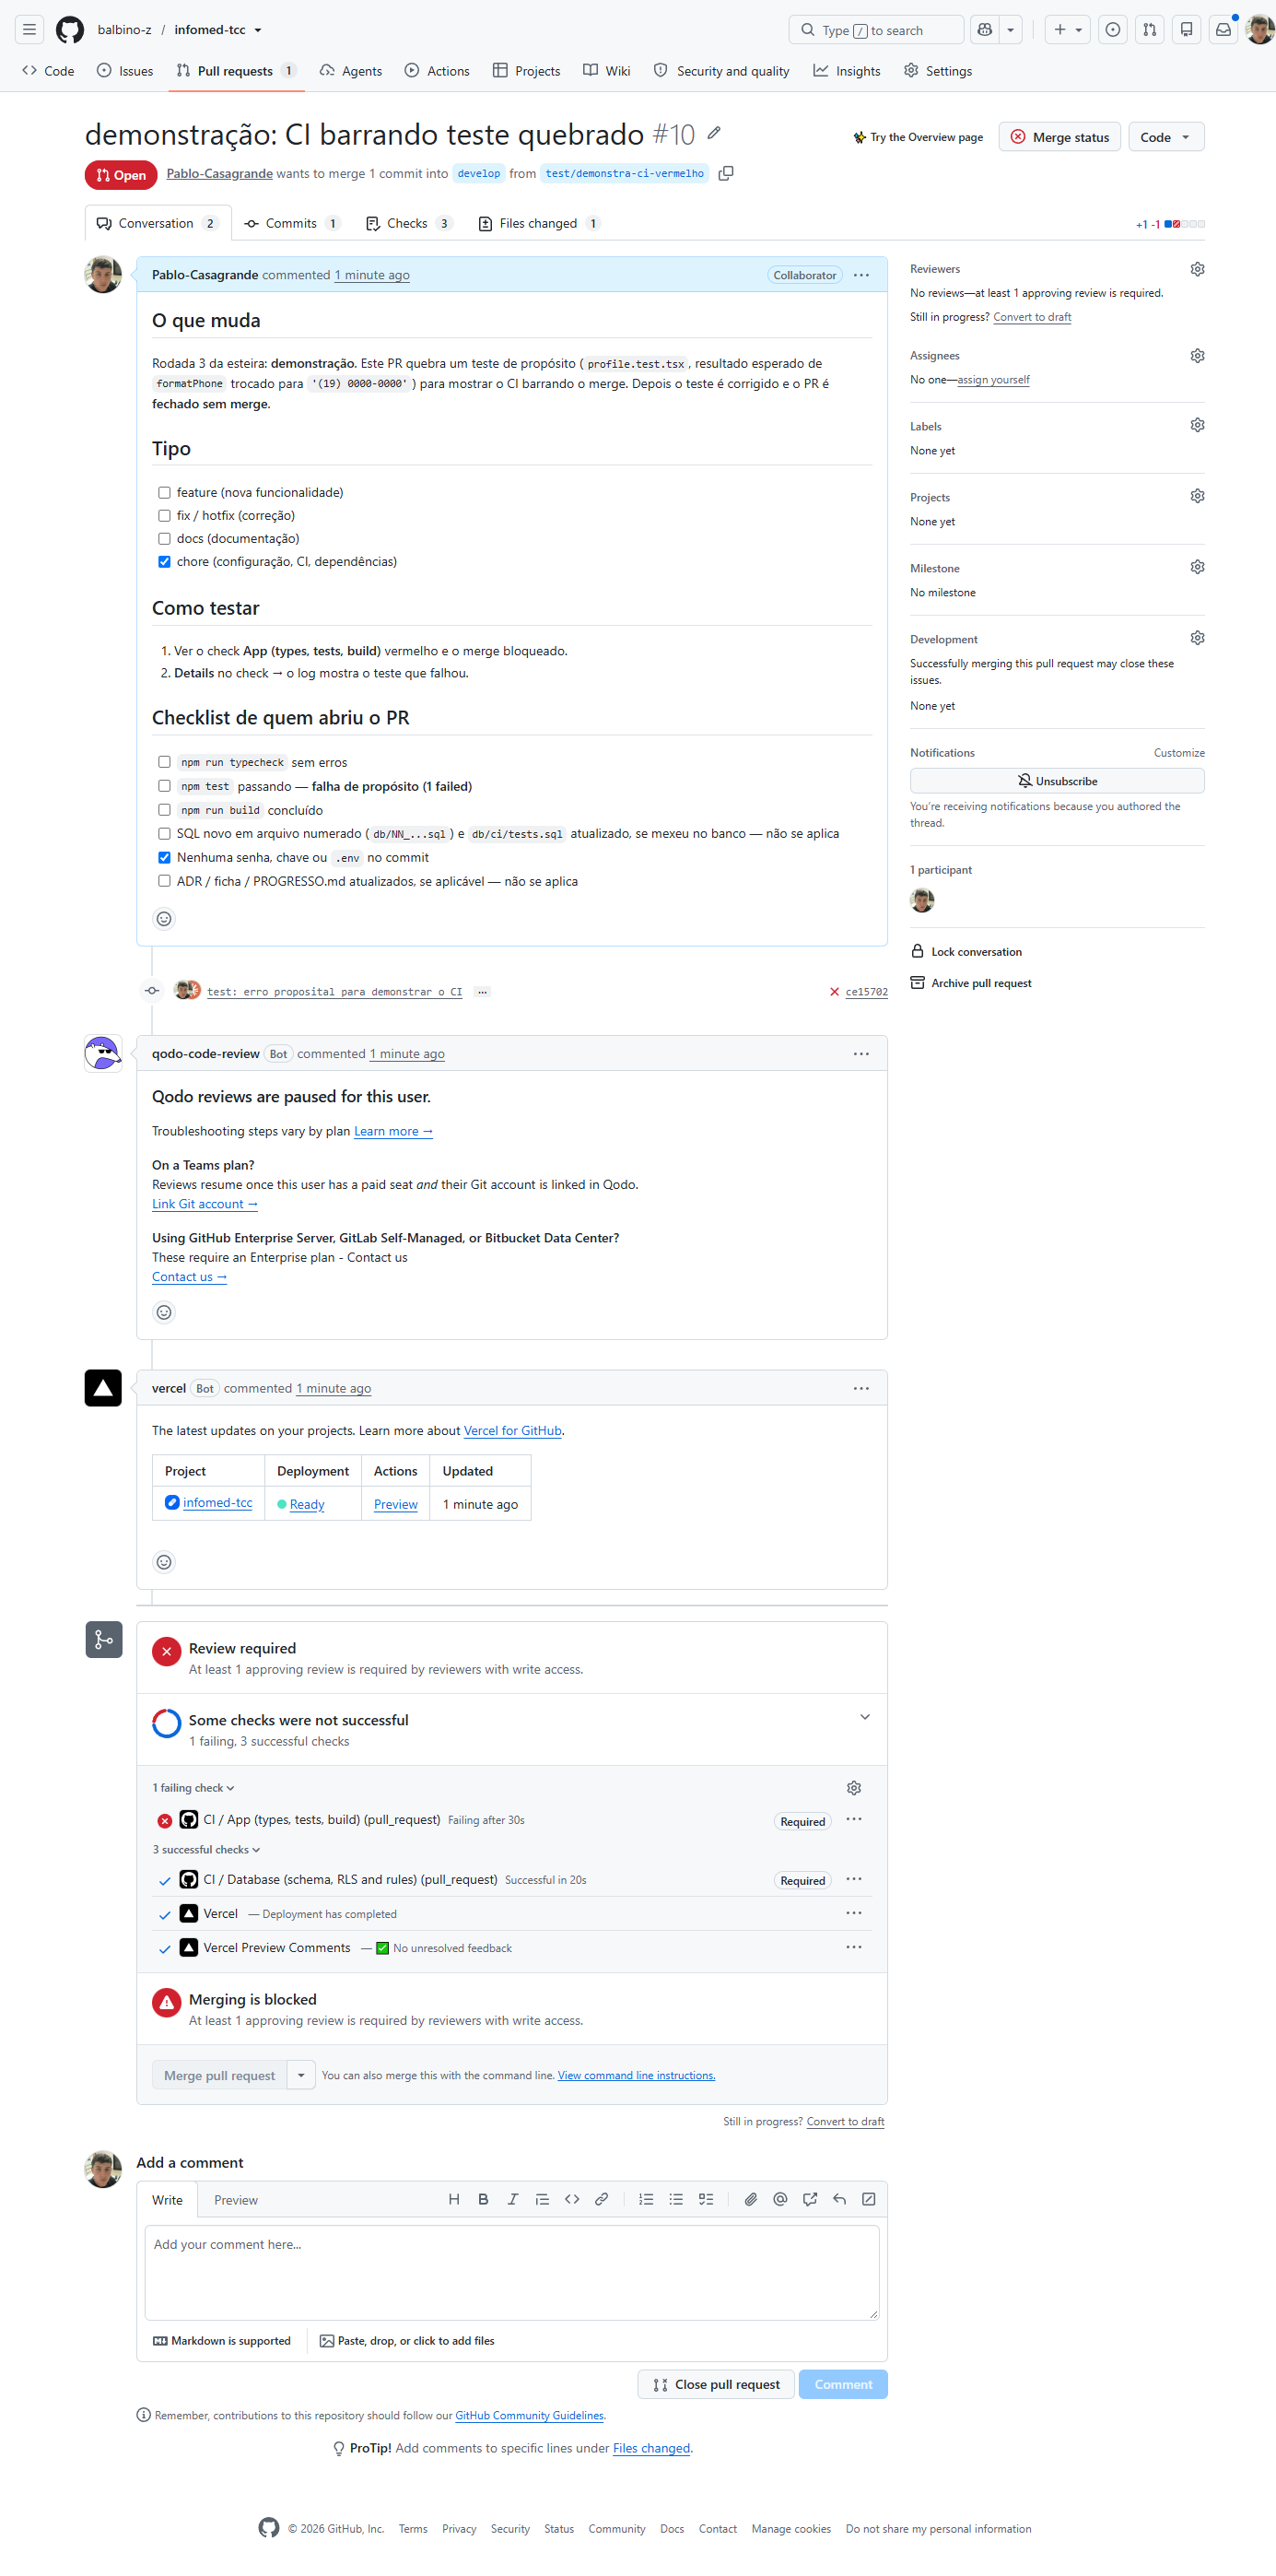 balbino-z / infomed-tcc
Type / to search
Code
Issues
Pull requests 1
Agents
Actions
Projects
Wiki
Security and quality
Insights
Settings
demonstração: CI barrando teste quebrado #10
Try the Overview page
Merge status
Code
Open
Pablo-Casagrande wants to merge 1 commit into develop from test/demonstra-ci-vermelho
Conversation 2
Commits 1
Checks 3
Files changed 1
+1 -1
Pablo-Casagrande commented 1 minute ago
Collaborator
O que muda
Rodada 3 da esteira: demonstração. Este PR quebra um teste de propósito ( profile.test.tsx, resultado esperado de
formatPhone trocado para '(19) 0000-0000' ) para mostrar o CI barrando o merge. Depois o teste é corrigido e o PR é
fechado sem merge.
Tipo
feature (nova funcionalidade)
fix / hotfix (correção)
docs (documentação)
chore (configuração, CI, dependências)
Como testar
1. Ver o check App (types, tests, build) vermelho e o merge bloqueado.
2. Details no check → o log mostra o teste que falhou.
Checklist de quem abriu o PR
npm run typecheck sem erros
npm test passando — falha de propósito (1 failed)
npm run build concluído
SQL novo em arquivo numerado ( db/NN_...sql ) e db/ci/tests.sql atualizado, se mexeu no banco — não se aplica
Nenhuma senha, chave ou .env no commit
ADR / ficha / PROGRESSO.md atualizados, se aplicável — não se aplica
test: erro proposital para demonstrar o CI ...
ce15702
qodo-code-review Bot commented 1 minute ago
Qodo reviews are paused for this user.
Troubleshooting steps vary by plan Learn more →
On a Teams plan?
Reviews resume once this user has a paid seat and their Git account is linked in Qodo.
Link Git account →
Using GitHub Enterprise Server, GitLab Self-Managed, or Bitbucket Data Center?
These require an Enterprise plan - Contact us
Contact us →
vercel Bot commented 1 minute ago
The latest updates on your projects. Learn more about Vercel for GitHub.
Project Deployment Actions Updated
infomed-tcc Ready Preview 1 minute ago
Review required
At least 1 approving review is required by reviewers with write access.
Some checks were not successful
1 failing, 3 successful checks
1 failing check
CI / App (types, tests, build) (pull_request) Failing after 30s Required
3 successful checks
CI / Database (schema, RLS and rules) (pull_request) Successful in 20s Required
Vercel — Deployment has completed
Vercel Preview Comments — ✅ No unresolved feedback
Merging is blocked
At least 1 approving review is required by reviewers with write access.
Merge pull request
You can also merge this with the command line. View command line instructions.
Still in progress? Convert to draft
Reviewers
No reviews—at least 1 approving review is required.
Still in progress? Convert to draft
Assignees
No one—assign yourself
Labels
None yet
Projects
None yet
Milestone
No milestone
Development
Successfully merging this pull request may close these
issues.
None yet
Notifications
Customize
Unsubscribe
You're receiving notifications because you authored the
thread.
1 participant
Lock conversation
Archive pull request
Add a comment
Write
Preview
Add your comment here...
Markdown is supported
Paste, drop, or click to add files
Close pull request
Comment
Remember, contributions to this repository should follow our GitHub Community Guidelines.
ProTip! Add comments to specific lines under Files changed.
© 2026 GitHub, Inc.
Terms
Privacy
Security
Status
Community
Docs
Contact
Manage cookies
Do not share my personal information